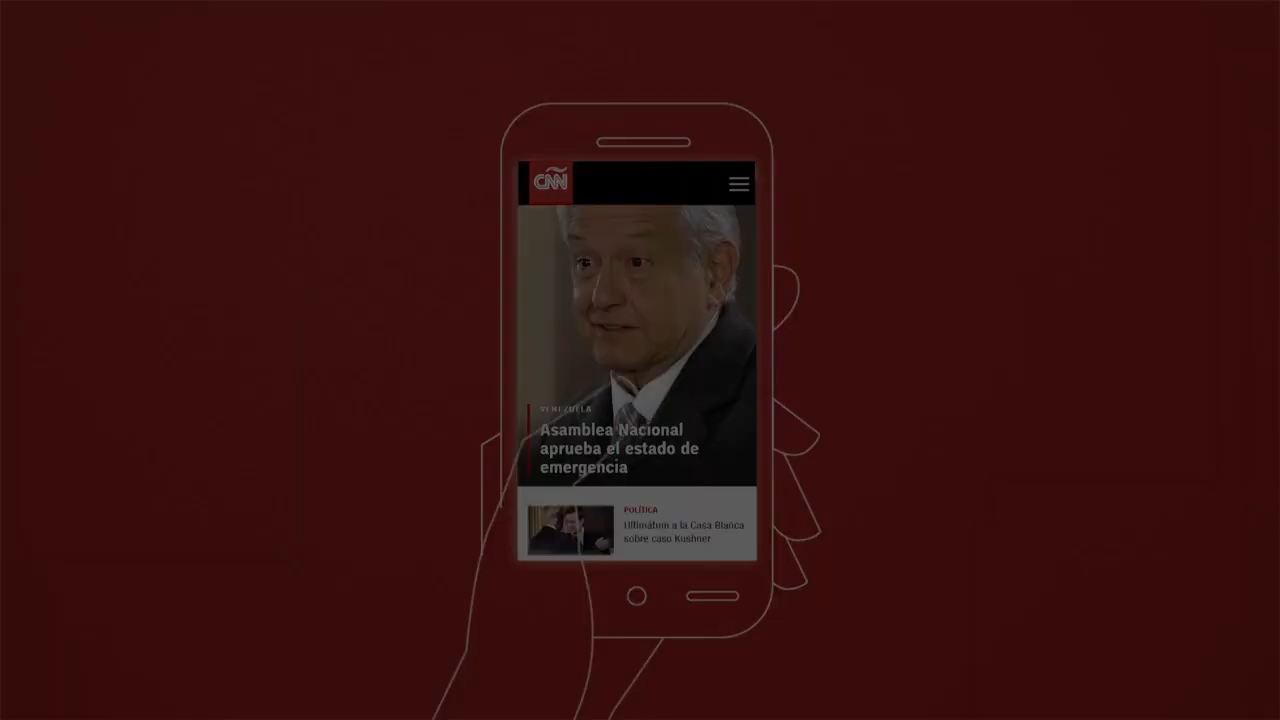 CNN
VENEZUELA
Asamblea Nacional
aprueba el estado de
emergencia
POLÍTICA
Ultimátum a la Casa Blanca
sobre caso Kushner